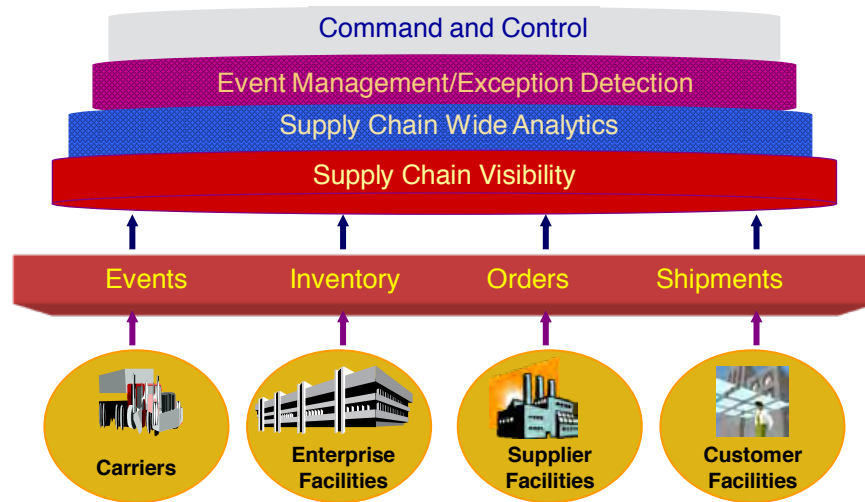 Command and Control
Event Management/Exception Detection
Supply Chain Wide Analytics
Supply Chain Visibility
Events Inventory Orders Shipments
Carriers
Enterprise
Facilities
Supplier
Facilities
Customer
Facilities